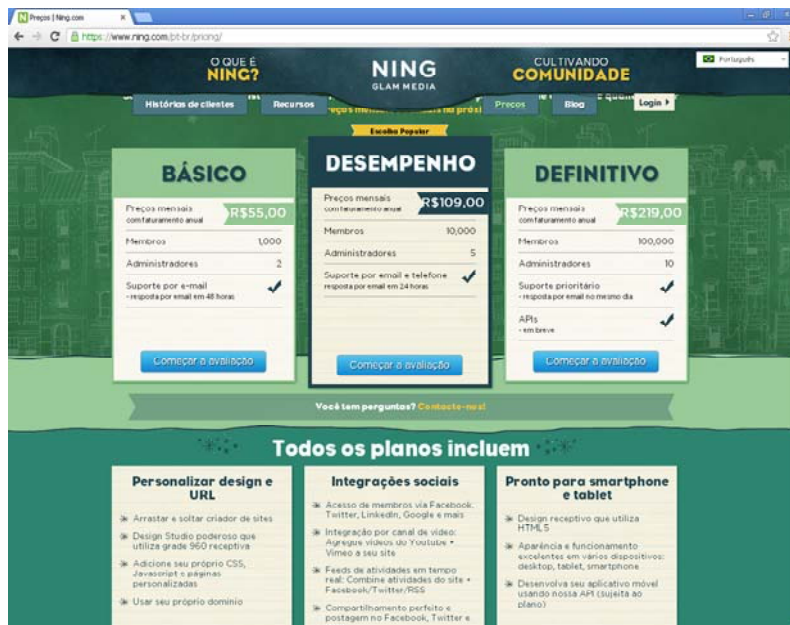 Preços | Ning.com
https://www.ning.com/pt-br/pricing/
O QUE É
NING?
NING
GLAM MEDIA
CULTIVANDO
COMUNIDADE
Português
Histórias de clientes
Recursos
Preços
Blog
Login
Escolha Popular
BÁSICO
Preços mensais
com faturamento anual
R$55,00
Membros 1,000
Administradores 2
Suporte por e-mail
- resposta por email em 48 horas
Começar a avaliação
DESEMPENHO
Preços mensais
com faturamento anual
R$109,00
Membros 10,000
Administradores 5
Suporte por email e telefone
resposta por email em 24 horas
Começar a avaliação
DEFINITIVO
Preços mensais
com faturamento anual
R$219,00
Membros 100,000
Administradores 10
Suporte prioritário
- resposta por email no mesmo dia
APIs
- em breve
Começar a avaliação
Você tem perguntas? Contacte-nos!
Todos os planos incluem
Personalizar design e
URL
Arrastar e soltar criador de sites
Design Studio poderoso que
utiliza grade 960 receptiva
Adicione seu próprio CSS,
Javascript e páginas
personalizadas
Usar seu próprio domínio
Integrações sociais
Acesso de membros via Facebook,
Twitter, LinkedIn, Google e mais
Integração por canal de vídeo:
Agregue vídeos do Youtube +
Vimeo a seu site
Feeds de atividades em tempo
real: Combine atividades do site +
Facebook/Twitter/RSS
Compartilhamento perfeito e
postagem no Facebook, Twitter e
Pronto para smartphone
e tablet
Design receptivo que utiliza
HTML5
Aparência e funcionamento
excelentes em vários dispositivos:
desktop, tablet, smartphone
Desenvolva seu aplicativo móvel
usando nossa API (sujeita ao
plano)